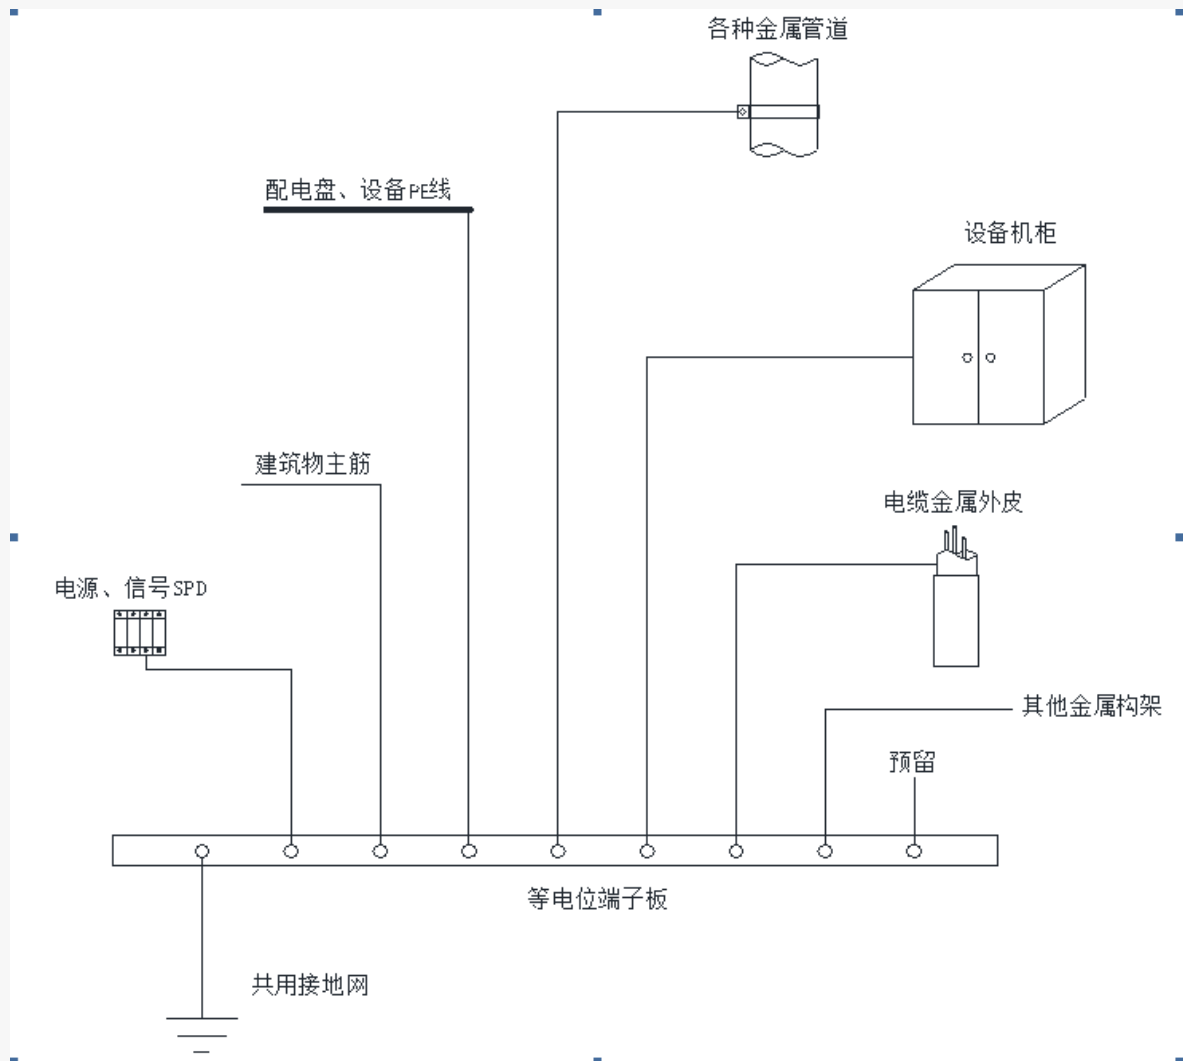 各种金属管道
配电盘、设备PE线
设备机柜
建筑物主筋
电缆金属外皮
电源、信号SPD
其他金属构架
预留
等电位端子板
共用接地网